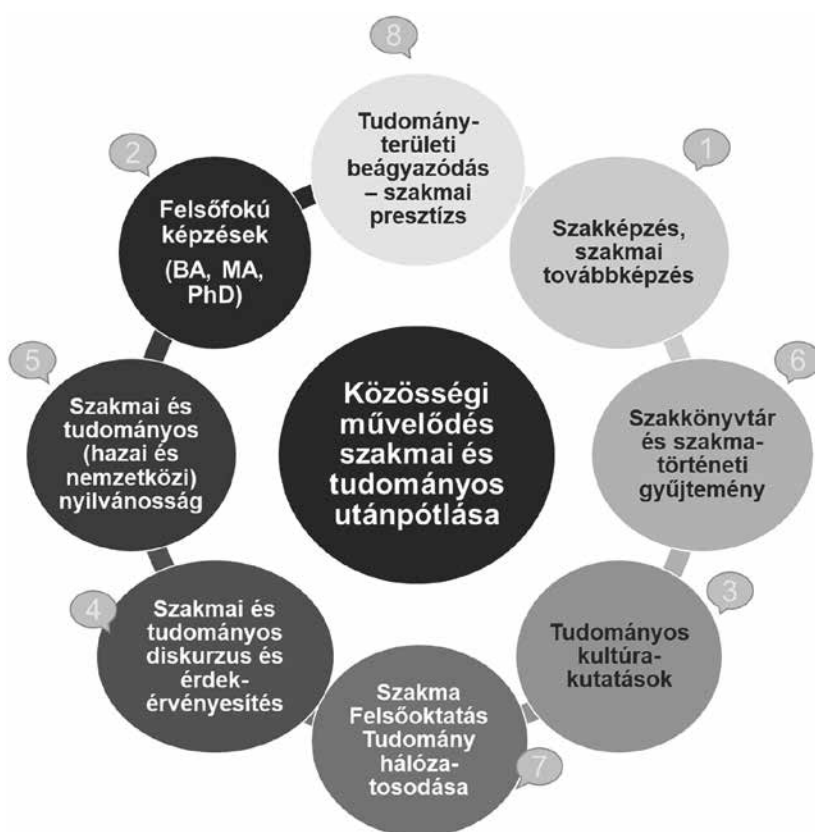 8
Tudomány-
területi
beágyazódás
– szakmai
presztízs
1
Szakképzés,
szakmai
továbbképzés
6
Szakkönyvtár
és szakma-
történeti
gyűjtemény
3
Tudományos
kultúra-
kutatások
7
Szakma
Felsőoktatás
Tudomány
hálóza-
tosodása
4
Szakmai és
tudományos
diskurzus és
érdek-
érvényesítés
5
Szakmai és
tudományos
(hazai és
nemzetközi)
nyilvánosság
2
Felsőfokú
képzések
(BA, MA,
PhD)
Közösségi
művelődés
szakmai és
tudományos
utánpótlása